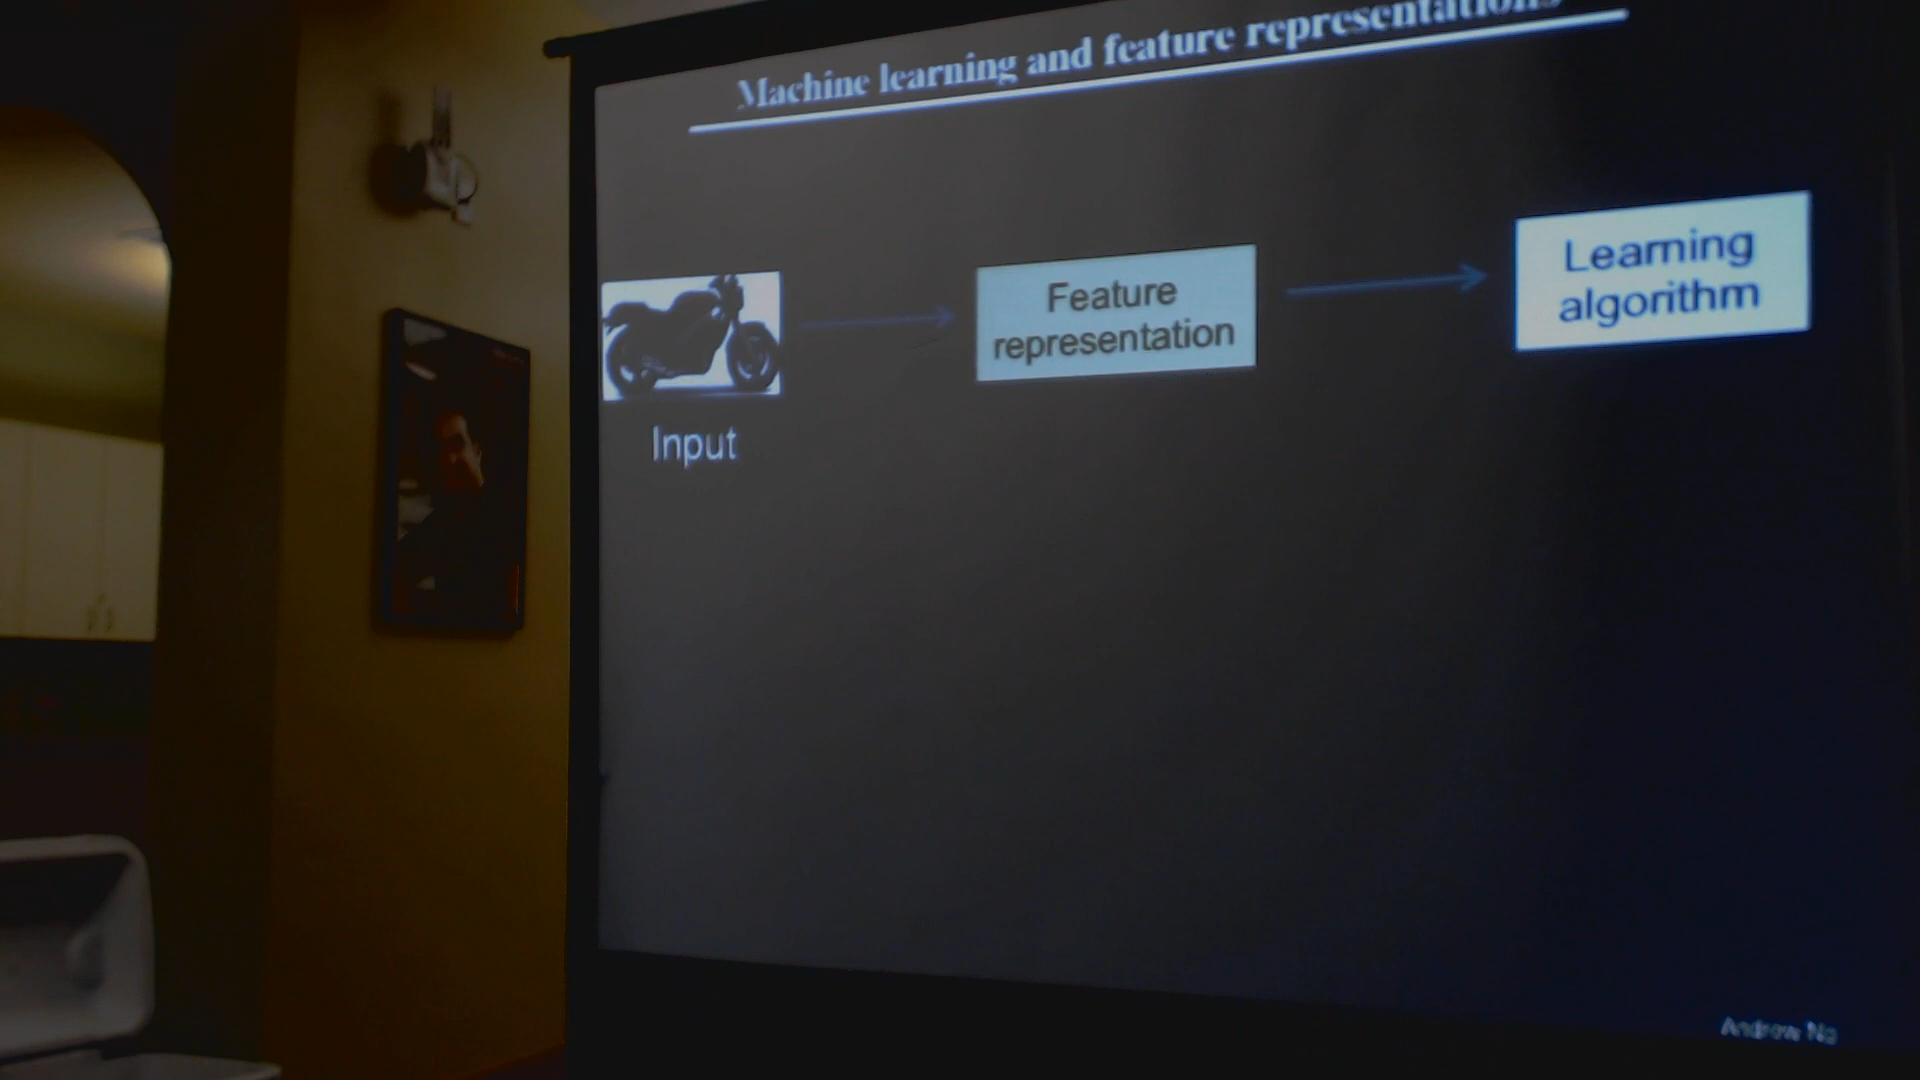 Machine learning and feature representations
Feature
representation
Learning
algorithm
Input
Andrew Ng